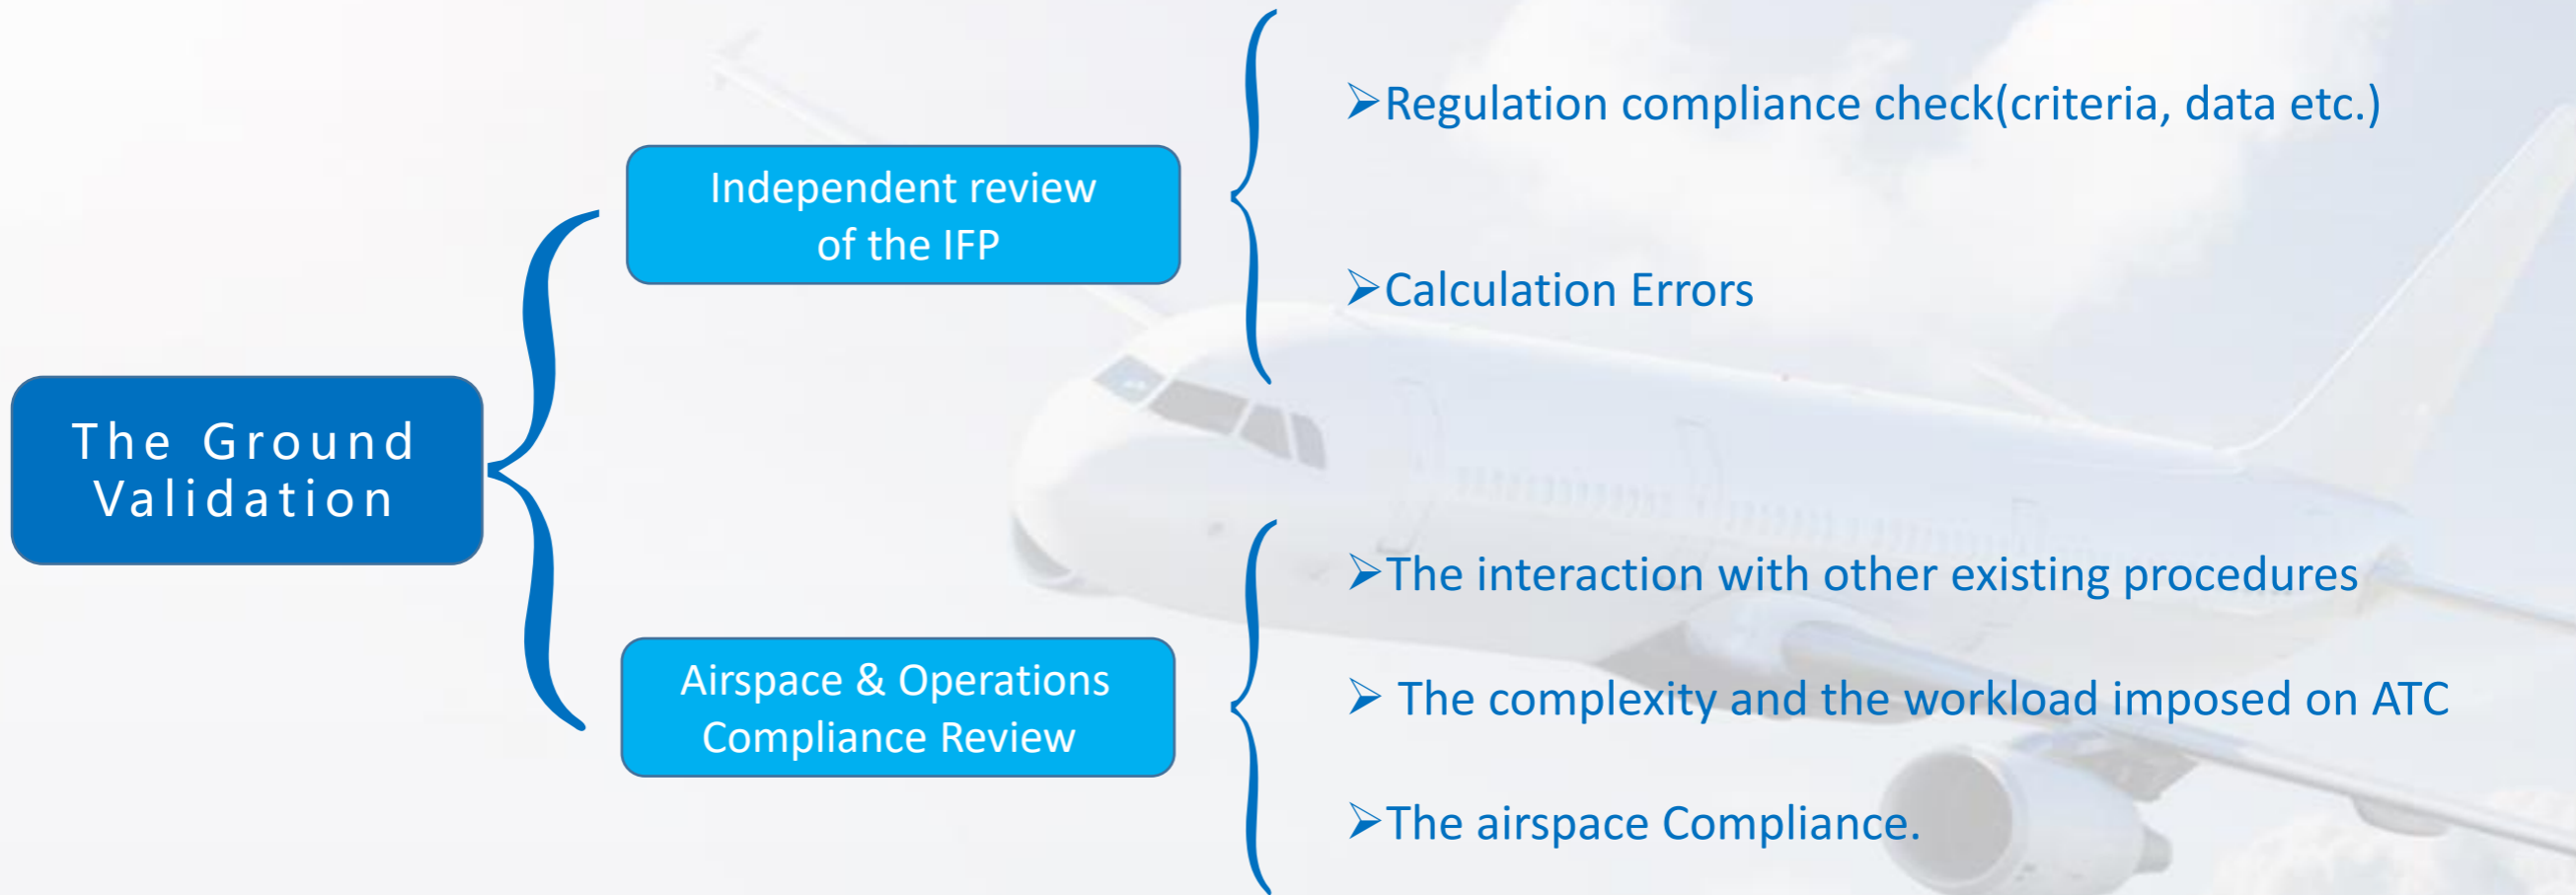 The Ground
Validation
Independent review
of the IFP
➢Regulation compliance check(criteria, data etc.)
➢Calculation Errors
Airspace & Operations
Compliance Review
➢The interaction with other existing procedures
➢ The complexity and the workload imposed on ATC
➢The airspace Compliance.